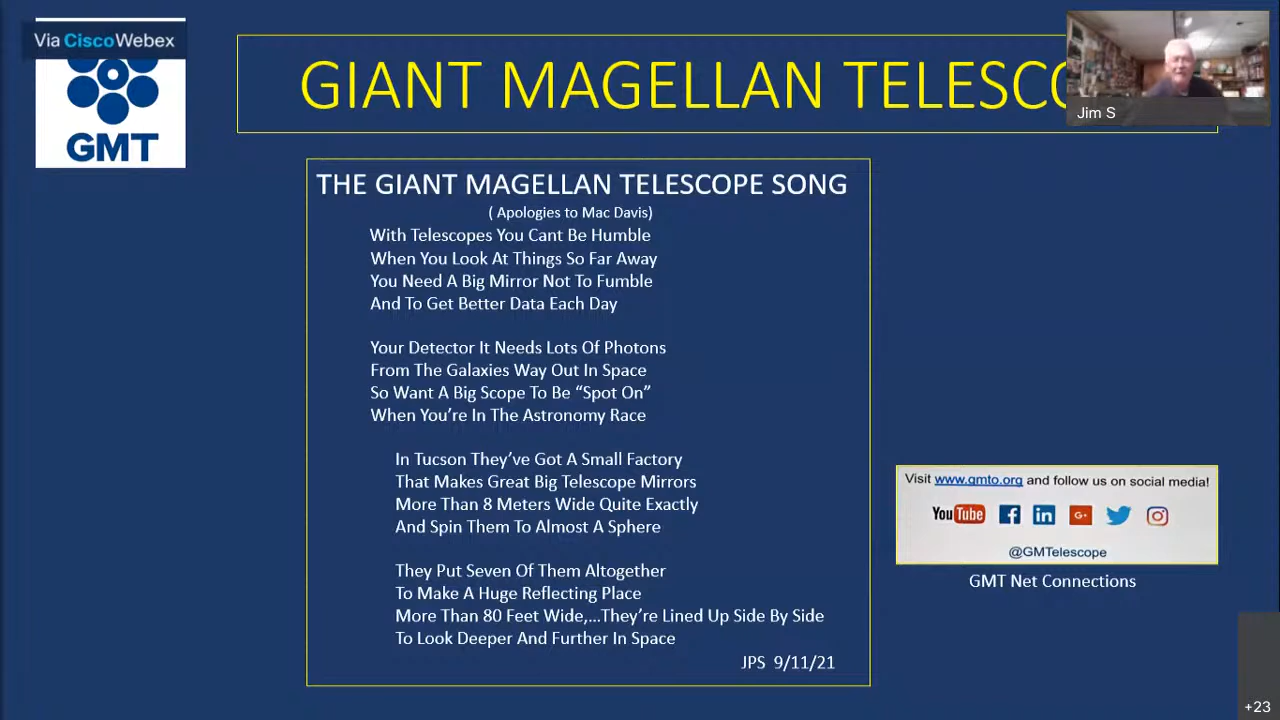 Via Cisco Webex
GMT
GIANT MAGELLAN TELESCO
Jim S
THE GIANT MAGELLAN TELESCOPE SONG
( Apologies to Mac Davis)
With Telescopes You Cant Be Humble
When You Look At Things So Far Away
You Need A Big Mirror Not To Fumble
And To Get Better Data Each Day
Your Detector It Needs Lots Of Photons
From The Galaxies Way Out In Space
So Want A Big Scope To Be “Spot On”
When You’re In The Astronomy Race
In Tucson They’ve Got A Small Factory
That Makes Great Big Telescope Mirrors
More Than 8 Meters Wide Quite Exactly
And Spin Them To Almost A Sphere
They Put Seven Of Them Altogether
To Make A Huge Reflecting Place
More Than 80 Feet Wide,...They’re Lined Up Side By Side
To Look Deeper And Further In Space
JPS 9/11/21
Visit www.gmto.org and follow us on social media!
YouTube in G+
@GMTelescope
GMT Net Connections
+23